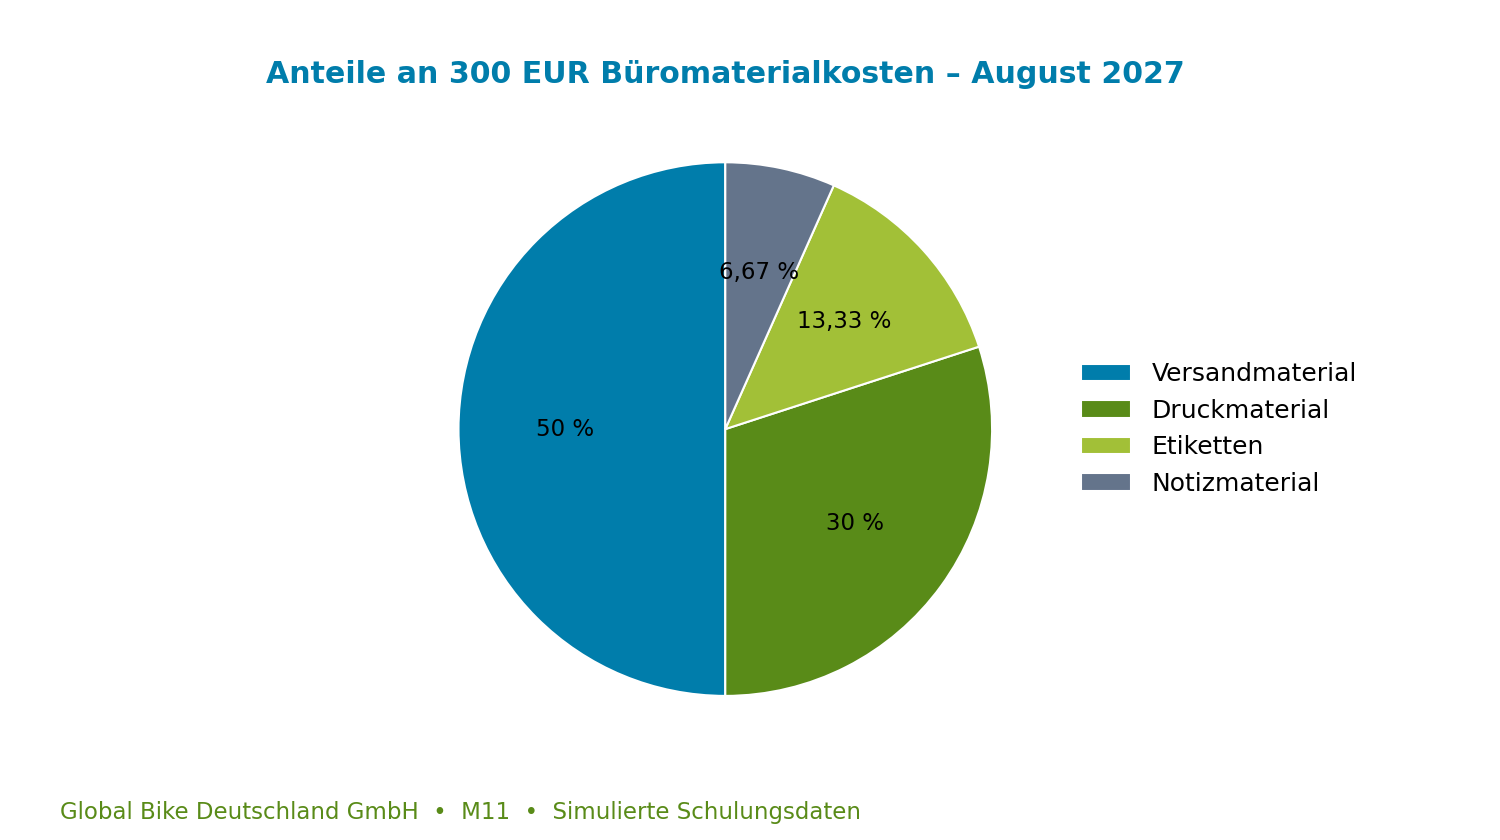 Anteile an 300 EUR Büromaterialkosten – August 2027
6,67 %
13,33 %
50 %
30 %
Versandmaterial
Druckmaterial
Etiketten
Notizmaterial
Global Bike Deutschland GmbH • M11 • Simulierte Schulungsdaten